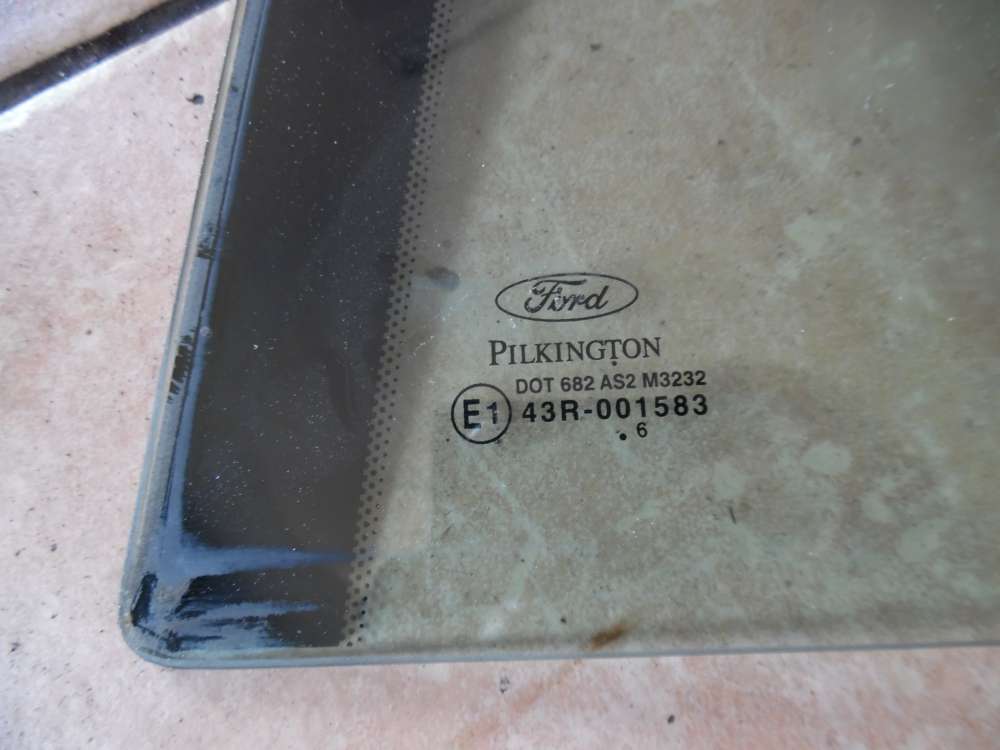 Ford
PILKINGTON
DOT 682 AS2 M3232
E1 43R-001583
. 6